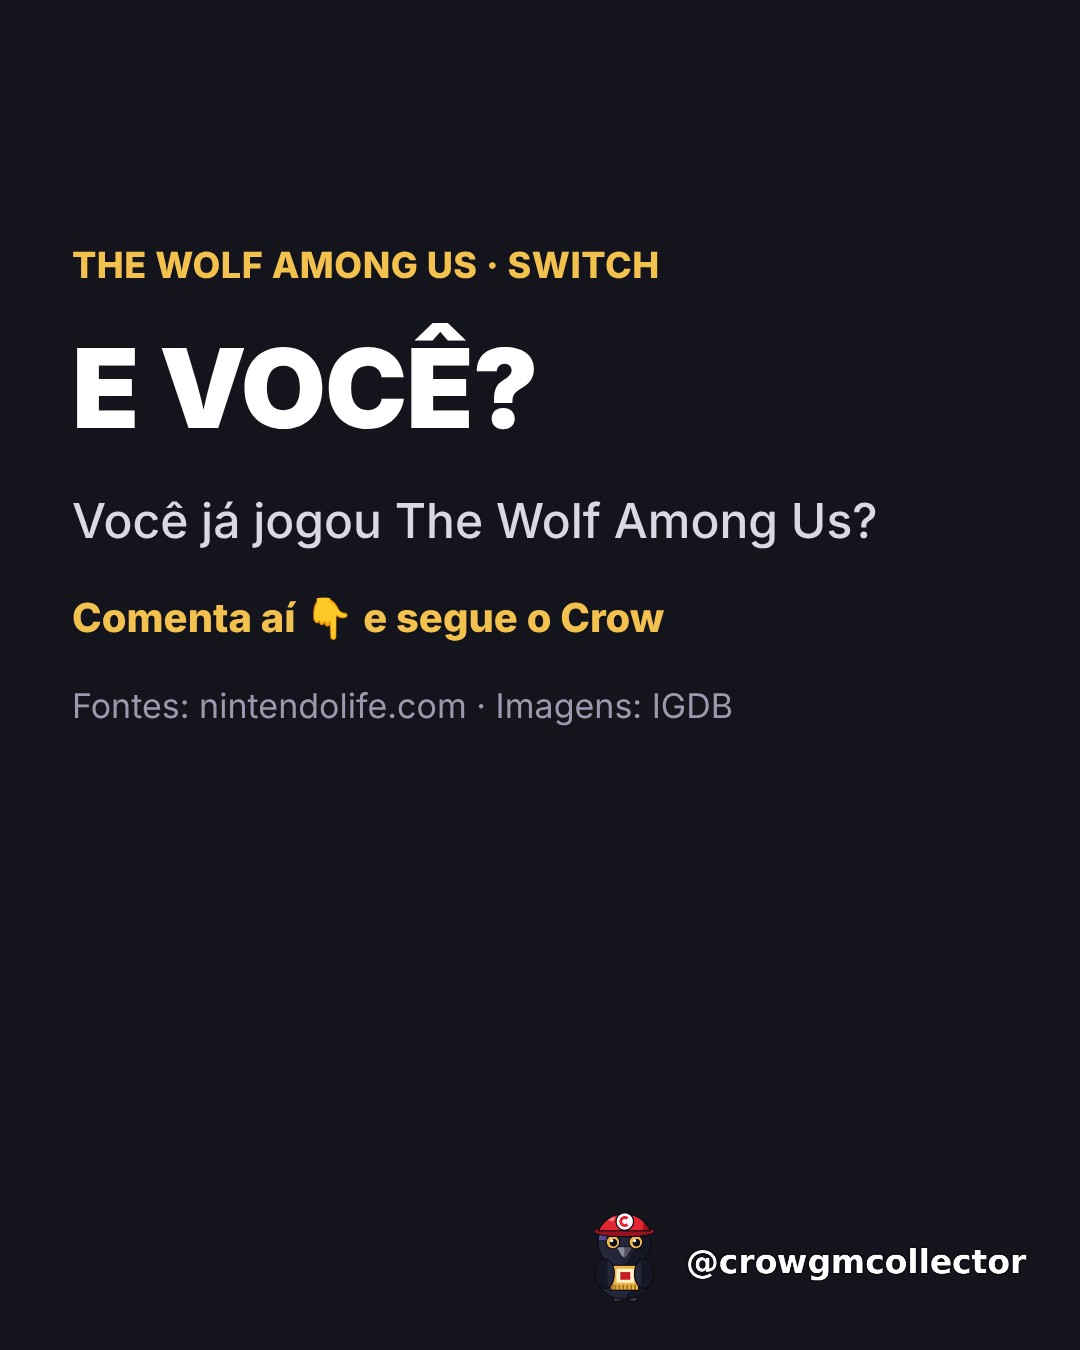 THE WOLF AMONG US · SWITCH
E VOCÊ?
Você já jogou The Wolf Among Us?
Comenta aí 👇 e segue o Crow
Fontes: nintendolife.com · Imagens: IGDB
C
@crowgmcollector